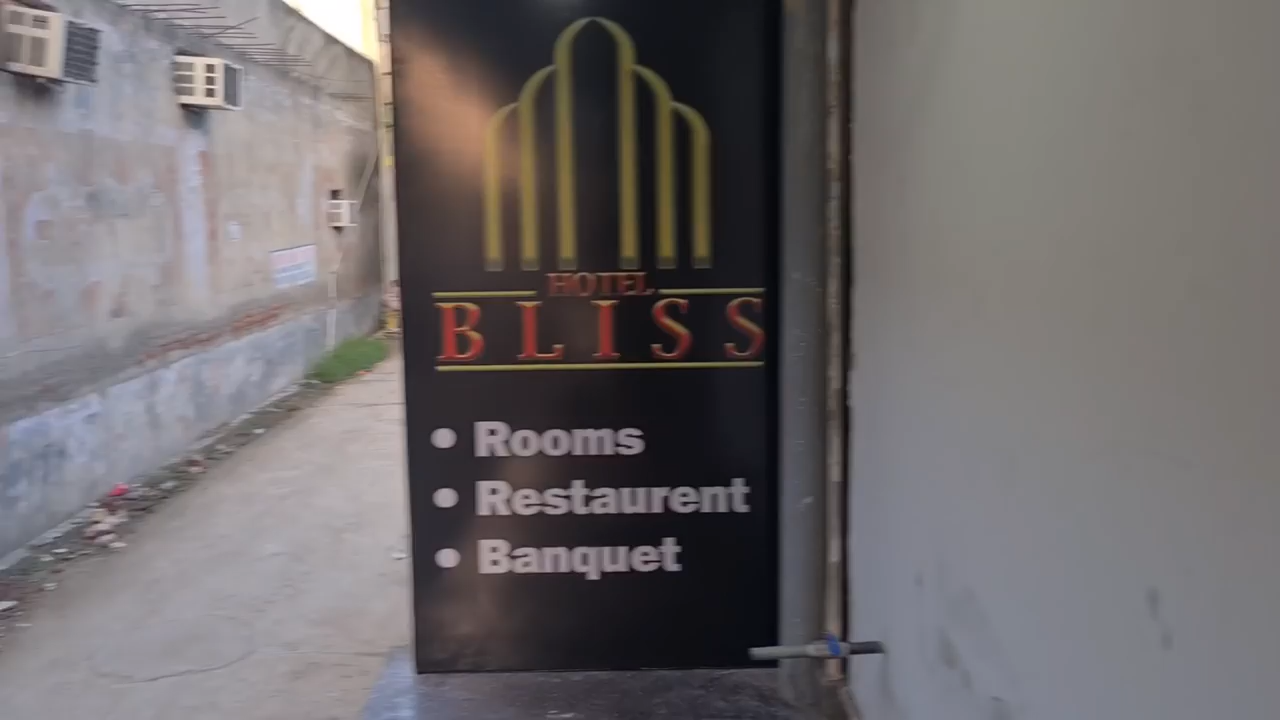 HOTEL
BLISS
• Rooms
• Restaurent
• Banquet